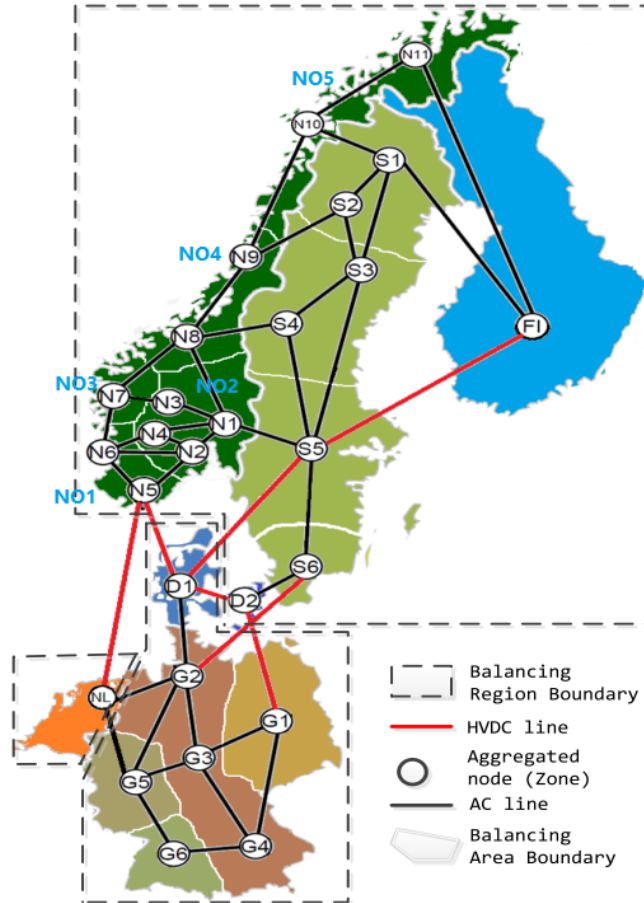 N11
NO5
N10
S1
S2
N9
NO4
S3
S4
FI
N8
NO3
NO2
N7
N3
N1
N4
N6
N2
S5
NO1
N5
S6
D1
D2
G2
NL
G1
G3
G5
G4
G6
Balancing
Region Boundary
HVDC line
Aggregated
node (Zone)
AC line
Balancing
Area Boundary